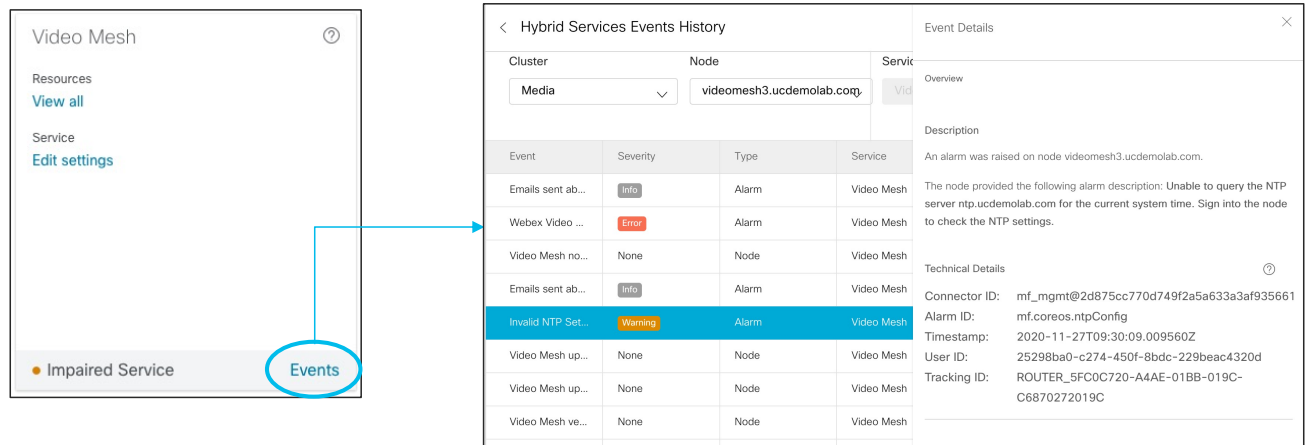 Video Mesh
Resources
View all
Service
Edit settings
Impaired Service
Events
< Hybrid Services Events History
Cluster Node Servic
Media videomesh3.ucdemolab.com Vid
Event Severity Type Service
Emails sent ab... Info Alarm Video Mesh
Webex Video ... Error Alarm Video Mesh
Video Mesh no... None Node Video Mesh
Emails sent ab... Info Alarm Video Mesh
Invalid NTP Set... Warning Alarm Video Mesh
Video Mesh up... None Node Video Mesh
Video Mesh up... None Node Video Mesh
Video Mesh ve... None Node Video Mesh
Event Details
Overview
Description
An alarm was raised on node videomesh3.ucdemolab.com.
The node provided the following alarm description: Unable to query the NTP
server ntp.ucdemolab.com for the current system time. Sign into the node
to check the NTP settings.
Technical Details
Connector ID: mf_mgmt@2d875cc770d749f2a5a633a3af935661
Alarm ID: mf.coreos.ntpConfig
Timestamp: 2020-11-27T09:30:09.009560Z
User ID: 25298ba0-c274-450f-8bdc-229beac4320d
Tracking ID: ROUTER_5FC0C720-A4AE-01BB-019C-
C6870272019C